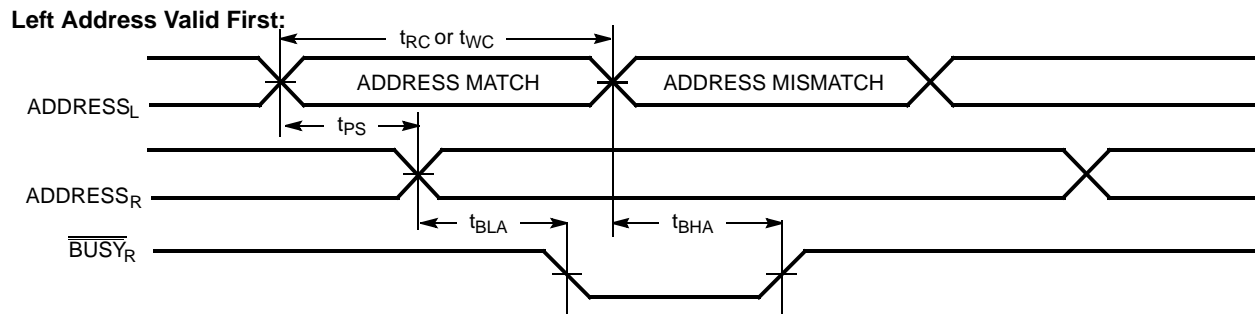 Left Address Valid First:
tRC or tWC
ADDRESS MATCH
ADDRESS MISMATCH
ADDRESSL
tPS
ADDRESSR
tBLA
tBHA
BUSYR